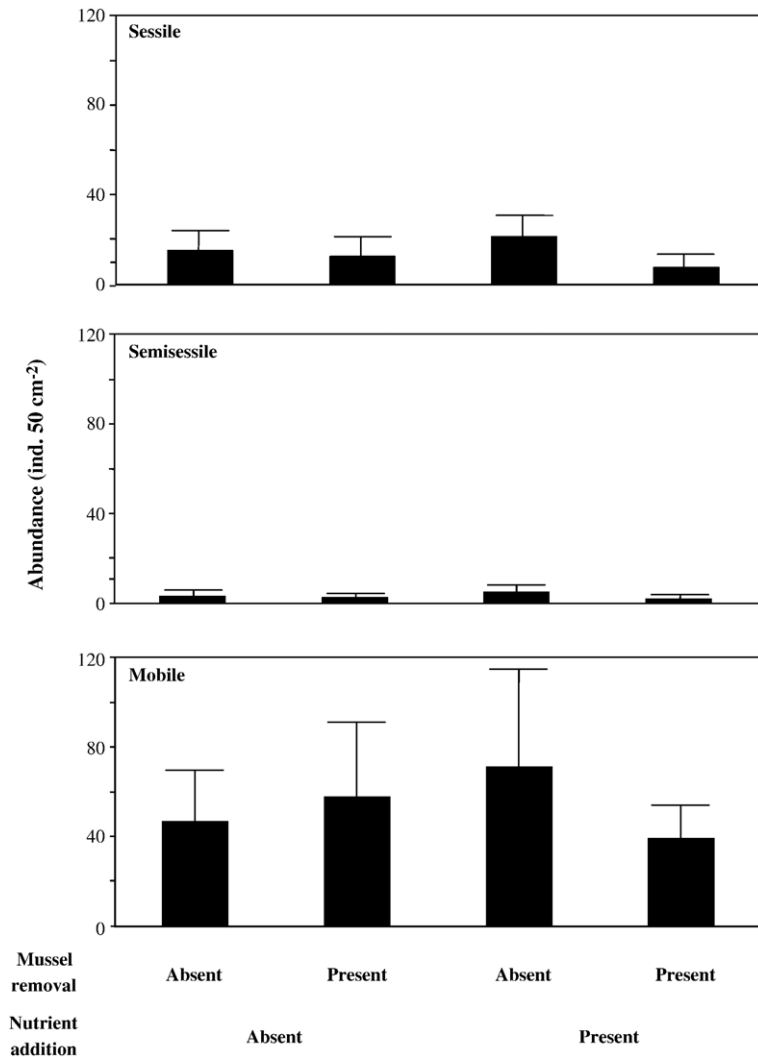 120
Sessile
80
40
0
120
Semisessile
80
40
0
Abundance (ind. 50 cm-2)
120
Mobile
80
40
0
Mussel
removal
Absent Present Absent Present
Nutrient
addition
Absent Present